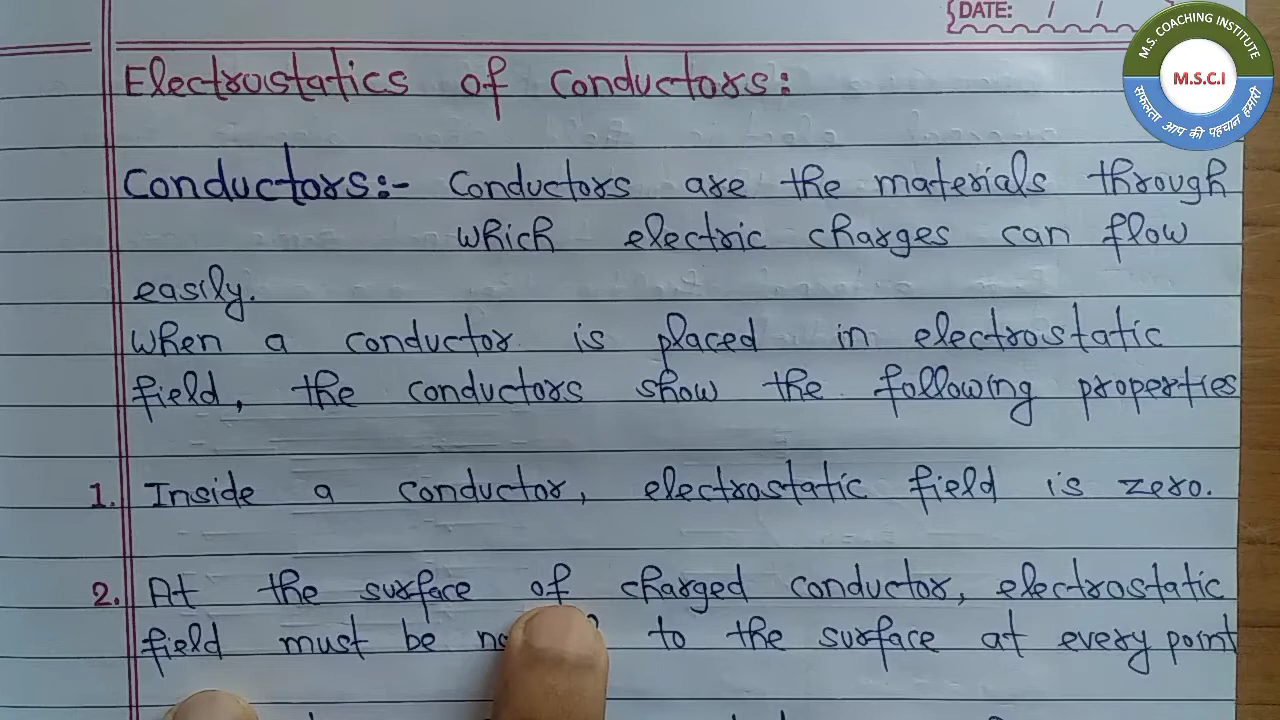 DATE: / /
M.S. COACHING INSTITUTE
M.S.C.I
सफलता आप की पहचान हमारी
Electrostatics of Conductors:
Conductors:- Conductors are the materials through
which electric charges can flow
easily.
When a conductor is placed in electrostatic
field, the conductors show the following properties
1. Inside a conductor, electrostatic field is zero.
2. At the surface of charged conductor, electrostatic
field must be to the surface at every point